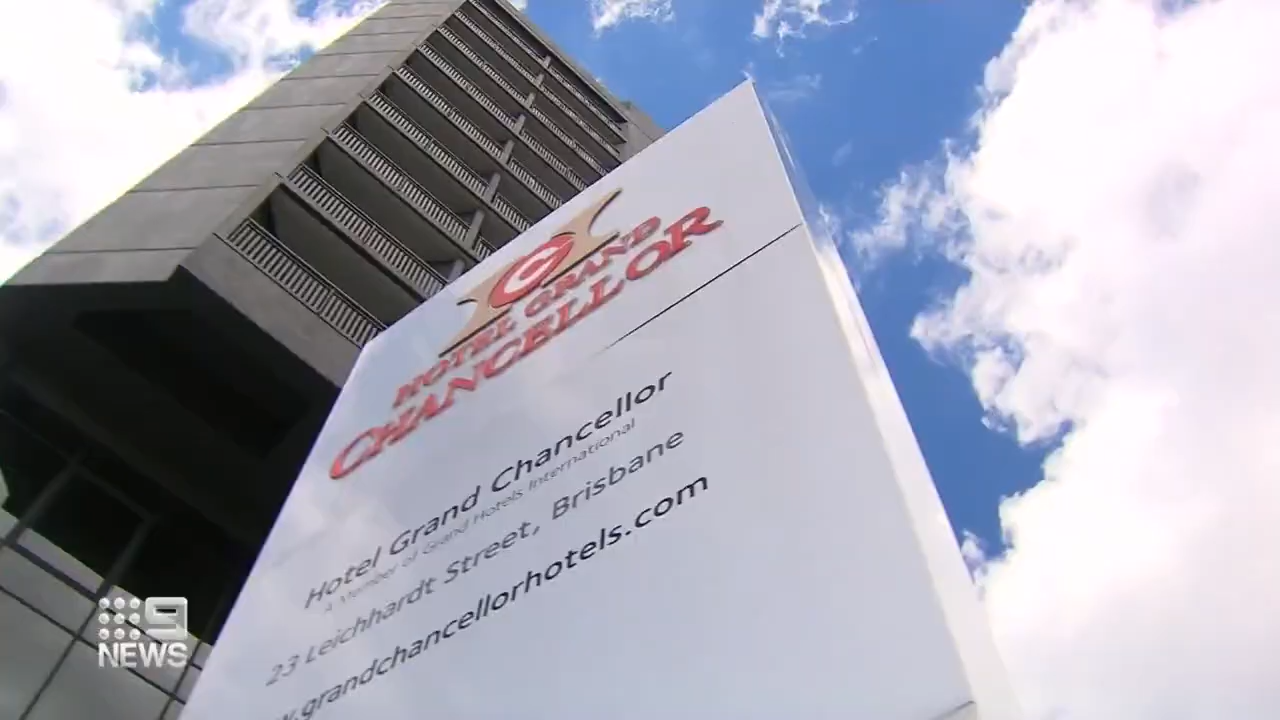 HOTEL GRAND
CHANCELLOR
Hotel Grand Chancellor
A Member of Grand Hotels International
23 Leichhardt Street, Brisbane
.grandchancellorhotels.com
9
NEWS